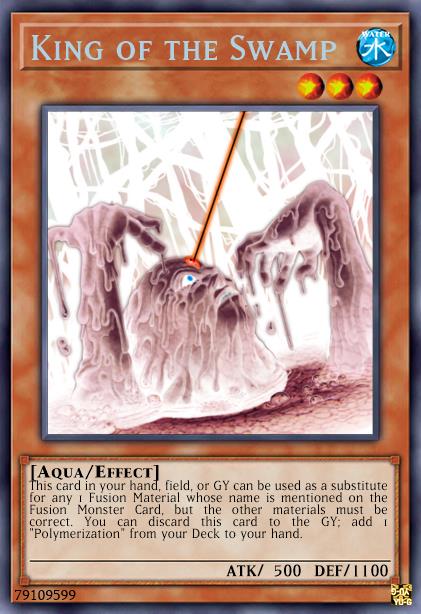 King of the Swamp
WATER
水
[Aqua/Effect]
This card in your hand, field, or GY can be used as a substitute
for any 1 Fusion Material whose name is mentioned on the
Fusion Monster Card, but the other materials must be
correct. You can discard this card to the GY; add 1
"Polymerization" from your Deck to your hand.
ATK/ 500 DEF/1100
79109599